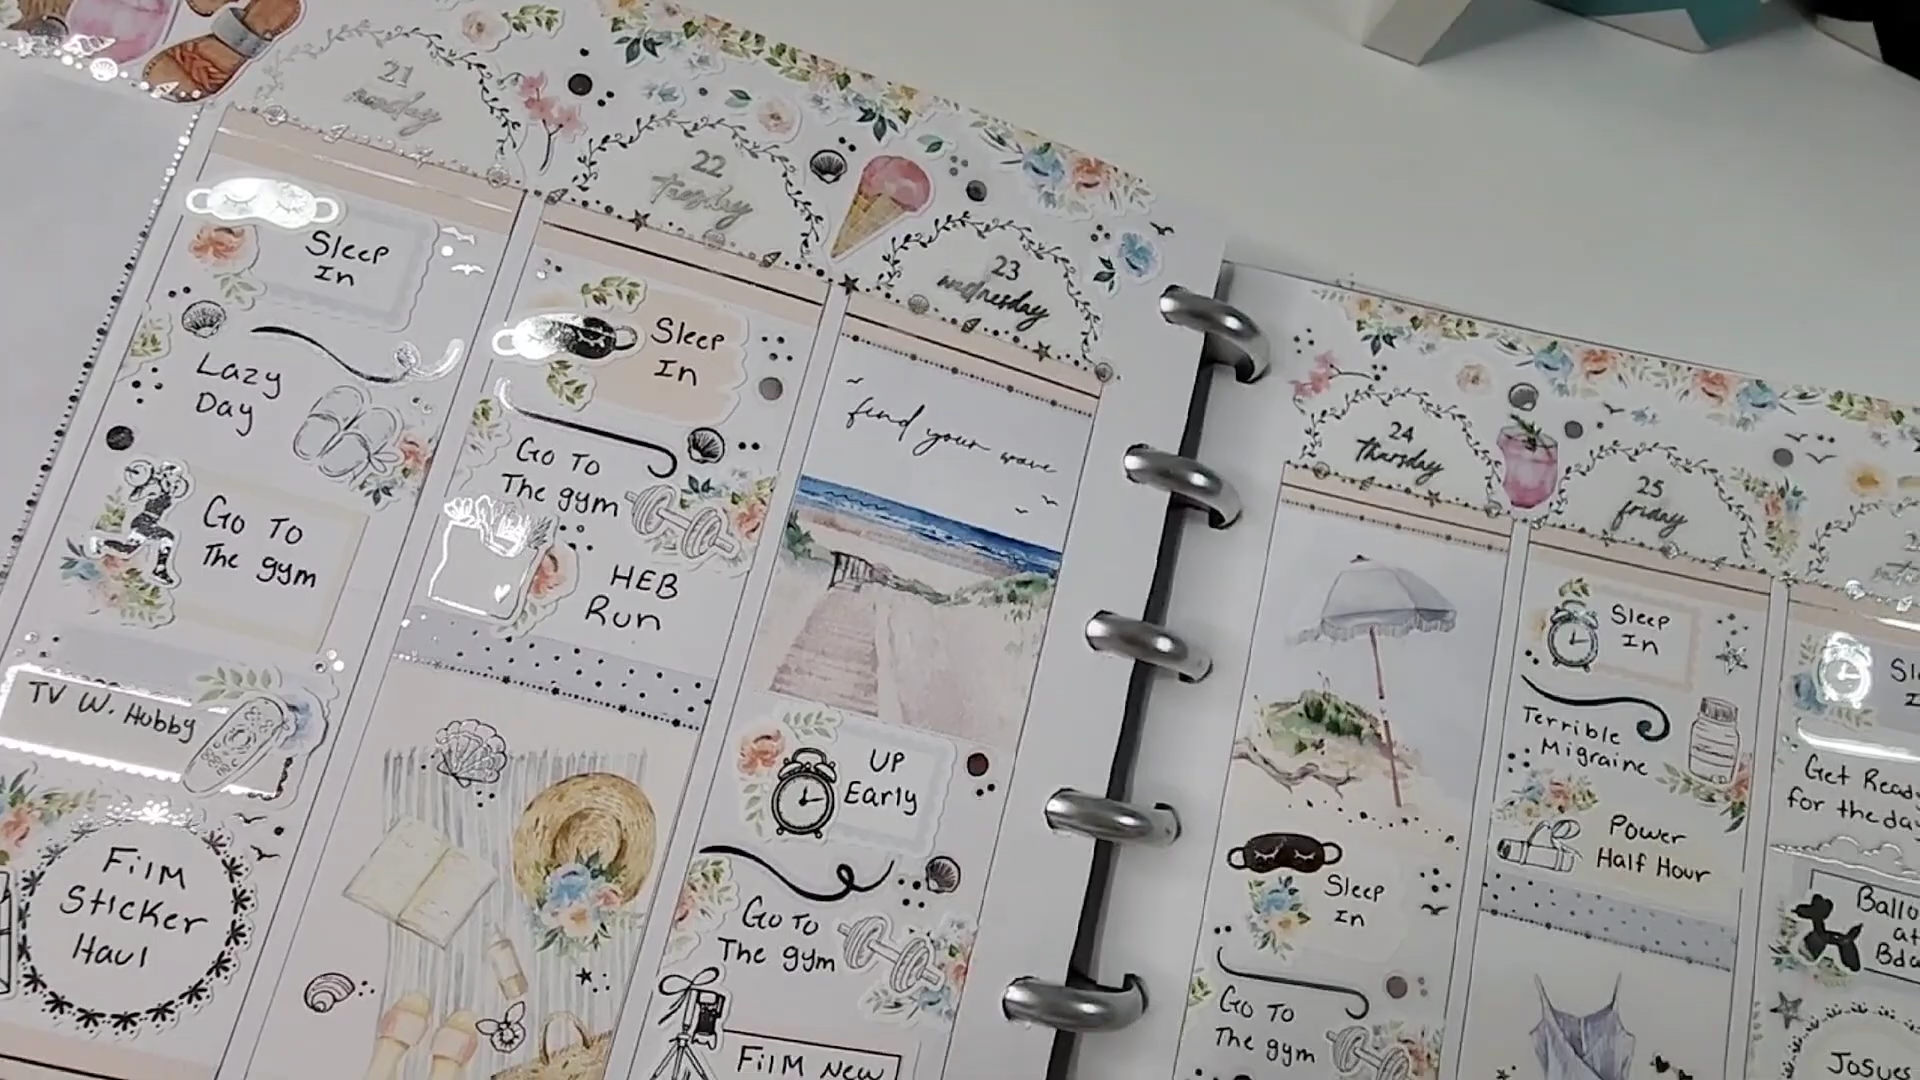 21
monday
Sleep
In
Lazy
Day
Go To
The gym
TV W. Hubby
Film
Sticker
Haul
22
tuesday
Sleep
In
Go To
The gym
HEB
Run
23
wednesday
find your wave
UP
Early
Go To
The gym
Film New
24
thursday
Sleep
In
Go To
The gym
25
friday
Sleep
In
Terrible
Migraine
Power
Half Hour
Get Ready
for the day
Josues